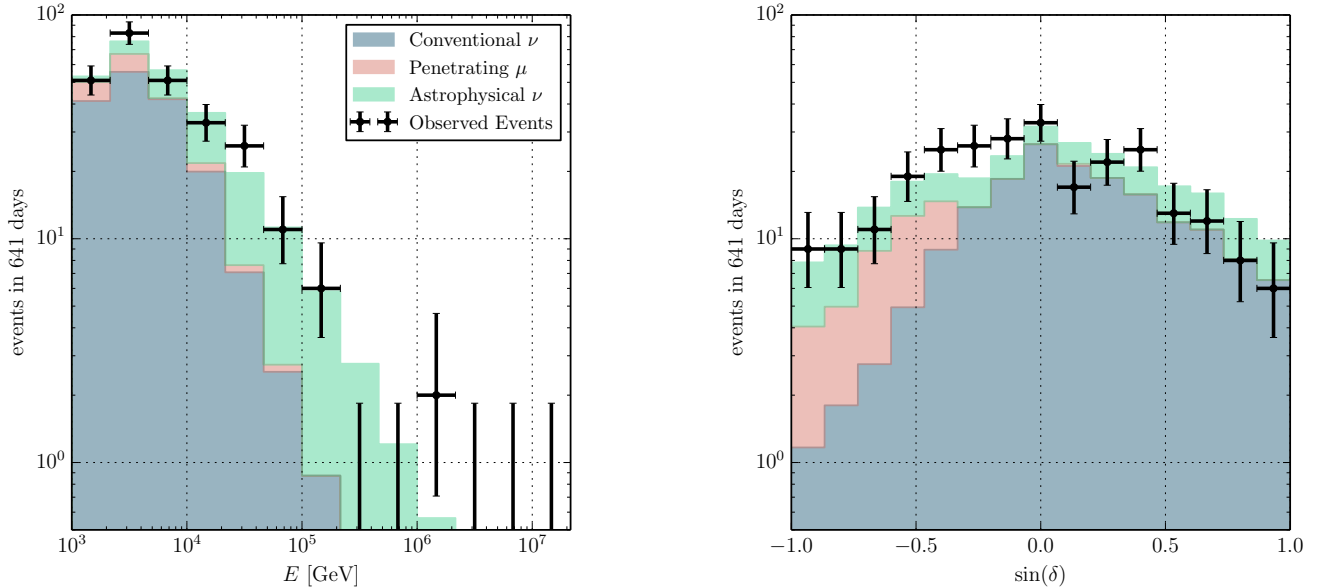 10²
10¹
10⁰
events in 641 days
10³ 10⁴ 10⁵ 10⁶ 10⁷
E [GeV]
Conventional ν
Penetrating μ
Astrophysical ν
Observed Events
10²
10¹
10⁰
events in 641 days
−1.0 −0.5 0.0 0.5 1.0
sin(δ)